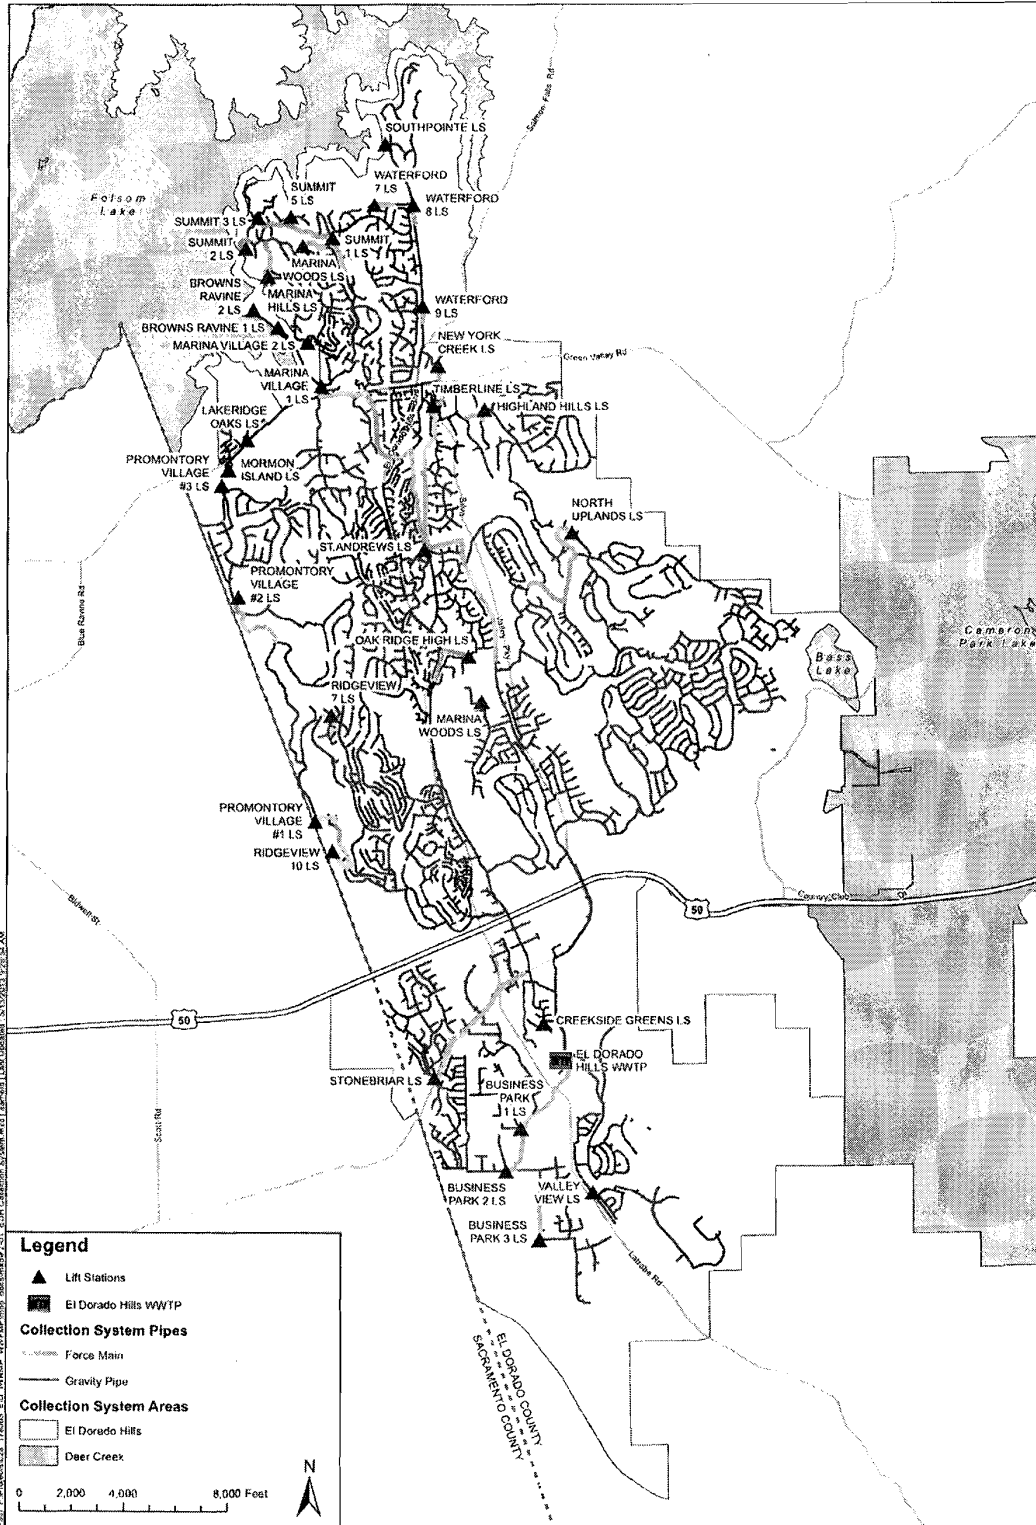 Salmon Falls Rd
SOUTHPOINTE LS
WATERFORD
7 LS
WATERFORD
8 LS
SUMMIT
5 LS
Folsom
Lake
SUMMIT 3 LS
SUMMIT
2 LS
SUMMIT
1 LS
MARINA
WOODS LS
BROWNS
RAVINE
2 LS
MARINA
HILLS LS
WATERFORD
9 LS
BROWNS RAVINE 1 LS
MARINA VILLAGE 2 LS
NEW YORK
CREEK LS
Green Valley Rd
MARINA
VILLAGE
1 LS
TIMBERLINE LS
HIGHLAND HILLS LS
LAKERIDGE
OAKS LS
PROMONTORY
VILLAGE
#3 LS
MORMON
ISLAND LS
NORTH
UPLANDS LS
ST.ANDREWS LS
PROMONTORY
VILLAGE
#2 LS
Blue Ravine Rd
Cameron
Park Lake
Bass
Lake
OAK RIDGE HIGH LS
RIDGEVIEW
7 LS
MARINA
WOODS LS
PROMONTORY
VILLAGE
#1 LS
RIDGEVIEW
10 LS
Bidwell St
Country Club
Dr
50
50
CREEKSIDE GREENS LS
EL DORADO
HILLS WWTP
STONEBRIAR LS
BUSINESS
PARK
1 LS
Scott Rd
BUSINESS
PARK 2 LS
VALLEY
VIEW LS
BUSINESS
PARK 3 LS
Latrobe Rd
EL DORADO COUNTY
SACRAMENTO COUNTY
Legend
Lift Stations
El Dorado Hills WWTP
Collection System Pipes
Force Main
Gravity Pipe
Collection System Areas
El Dorado Hills
Deer Creek
N
0 2,000 4,000 8,000 Feet